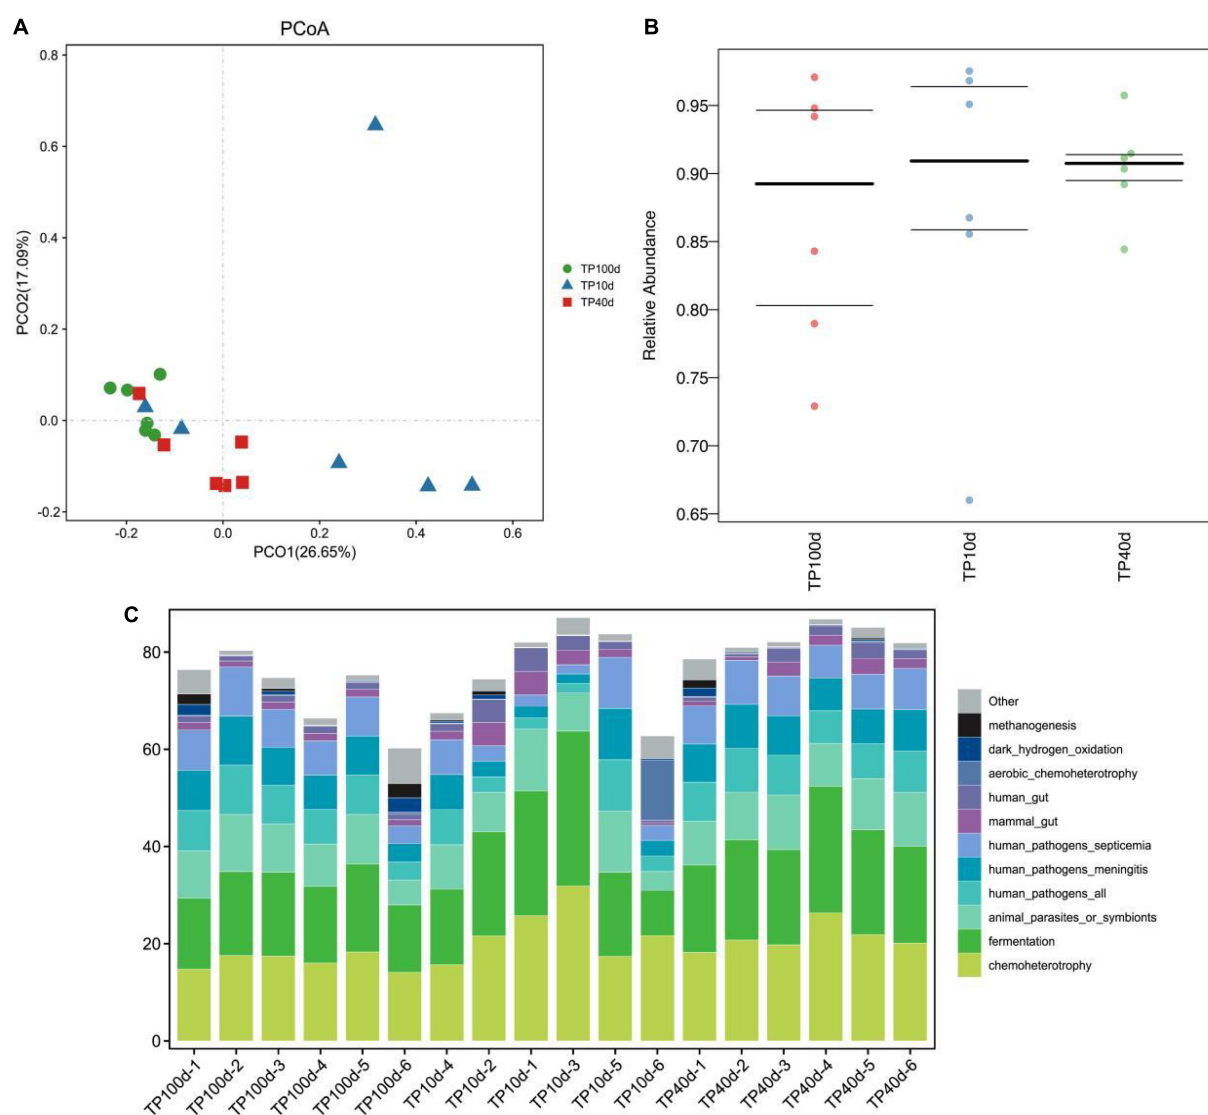 A
PCoA
0.8
0.6
0.4
0.2
0.0
-0.2
PCO2(17.09%)
-0.2 0.0 0.2 0.4 0.6
PCO1(26.65%)
TP100d
TP10d
TP40d
B
Relative Abundance
0.95
0.90
0.85
0.80
0.75
0.70
0.65
TP100d TP10d TP40d
C
80
60
40
20
0
TP100d-1 TP100d-2 TP100d-3 TP100d-4 TP100d-5 TP100d-6 TP10d-4 TP10d-2 TP10d-1 TP10d-3 TP10d-5 TP10d-6 TP40d-1 TP40d-2 TP40d-3 TP40d-4 TP40d-5 TP40d-6
Other
methanogenesis
dark_hydrogen_oxidation
aerobic_chemoheterotrophy
human_gut
mammal_gut
human_pathogens_septicemia
human_pathogens_meningitis
human_pathogens_all
animal_parasites_or_symbionts
fermentation
chemoheterotrophy